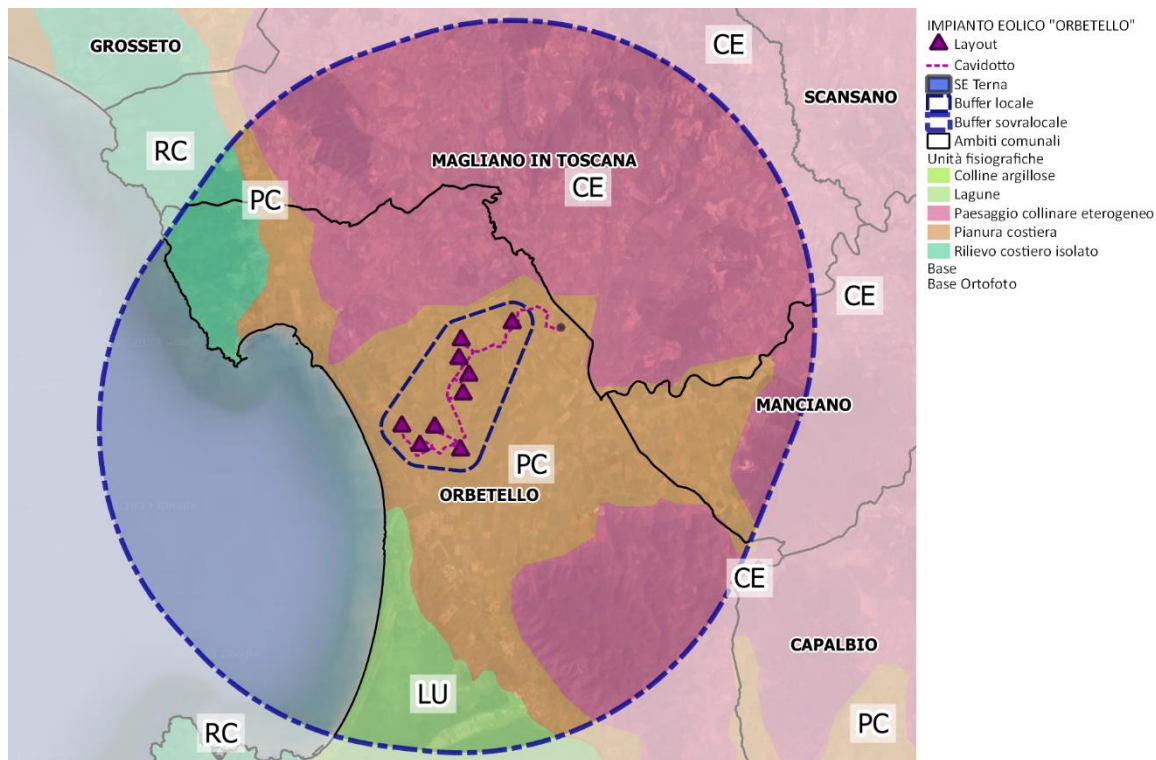 GROSSETO
CE
SCANSANO
RC
MAGLIANO IN TOSCANA
CE
PC
CE
MANCIANO
PC
ORBETELLO
CE
CAPALBIO
LU
RC
PC
IMPIANTO EOLICO "ORBETELLO"
Layout
Cavidotto
SE Terna
Buffer locale
Buffer sovralocale
Ambiti comunali
Unità fisiografiche
Colline argillose
Lagune
Paesaggio collinare eterogeneo
Pianura costiera
Rilievo costiero isolato
Base
Base Ortofoto